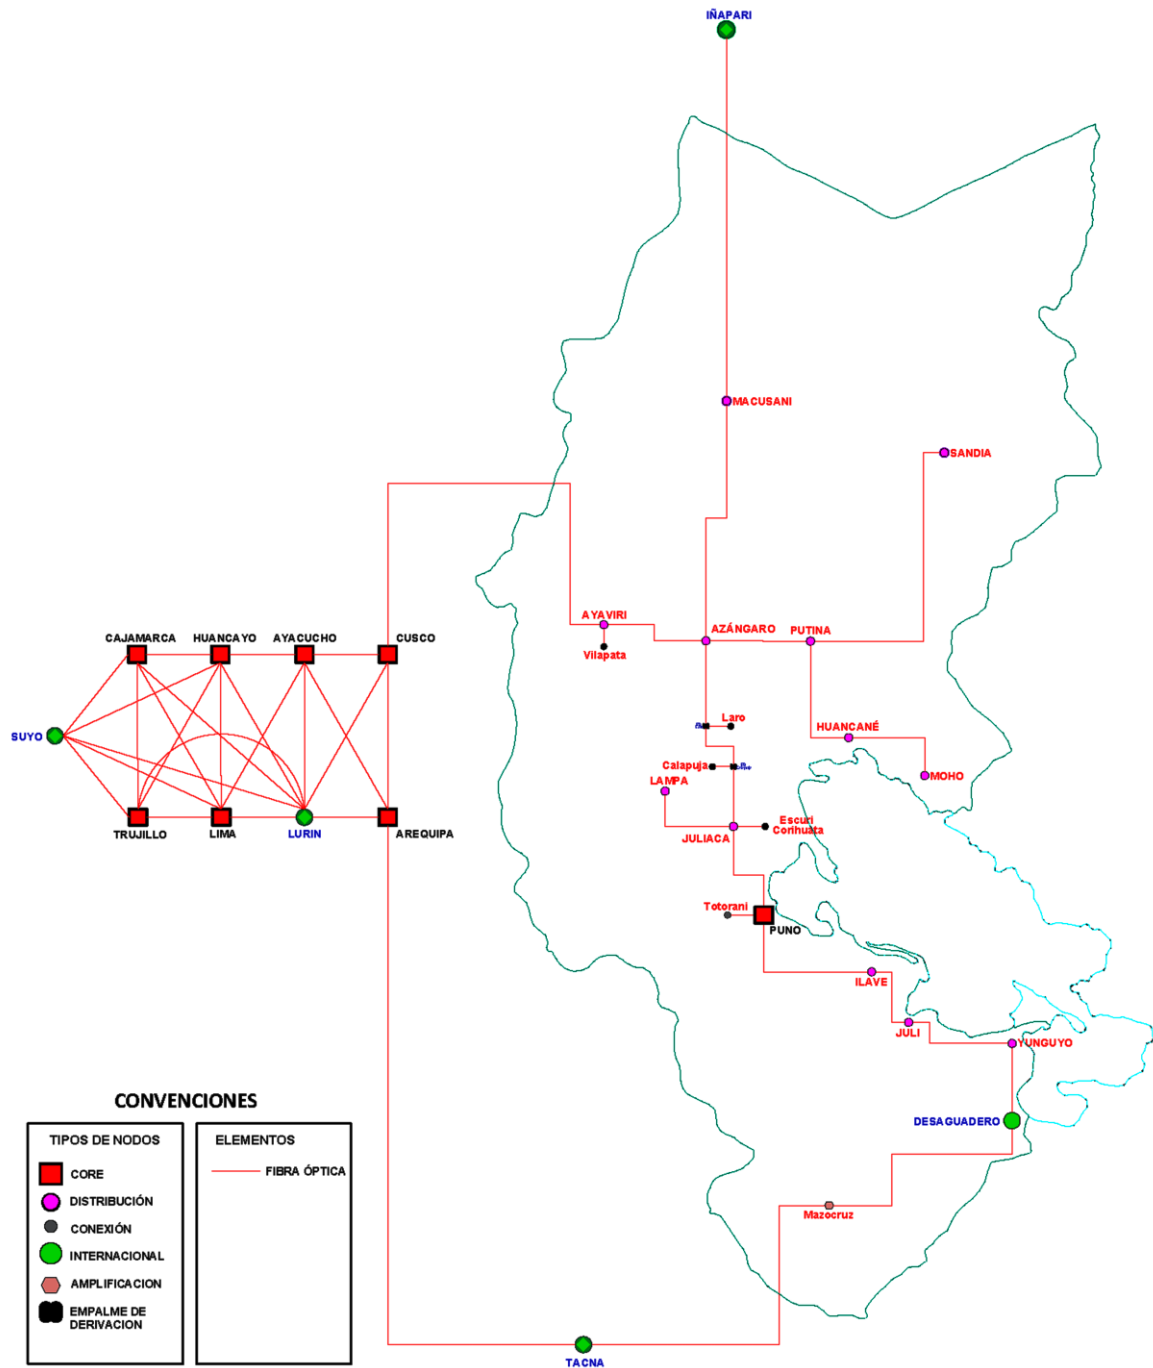 IÑAPARI
MACUSANI
SANDIA
AYAVIRI
AZÁNGARO
PUTINA
CAJAMARCA
HUANCAYO
AYACUCHO
CUSCO
Vilapata
Laro
HUANCANÉ
SUYO
Calapuja
MOHO
LAMPA
Escuri
Corihuata
TRUJILLO
LIMA
LURIN
AREQUIPA
JULIACA
Totorani
PUNO
ILAVE
JULI
YUNGUYO
DESAGUADERO
Mazocruz
TACNA
CONVENCIONES
TIPOS DE NODOS
CORE
DISTRIBUCIÓN
CONEXIÓN
INTERNACIONAL
AMPLIFICACION
EMPALME DE
DERIVACION
ELEMENTOS
FIBRA ÓPTICA